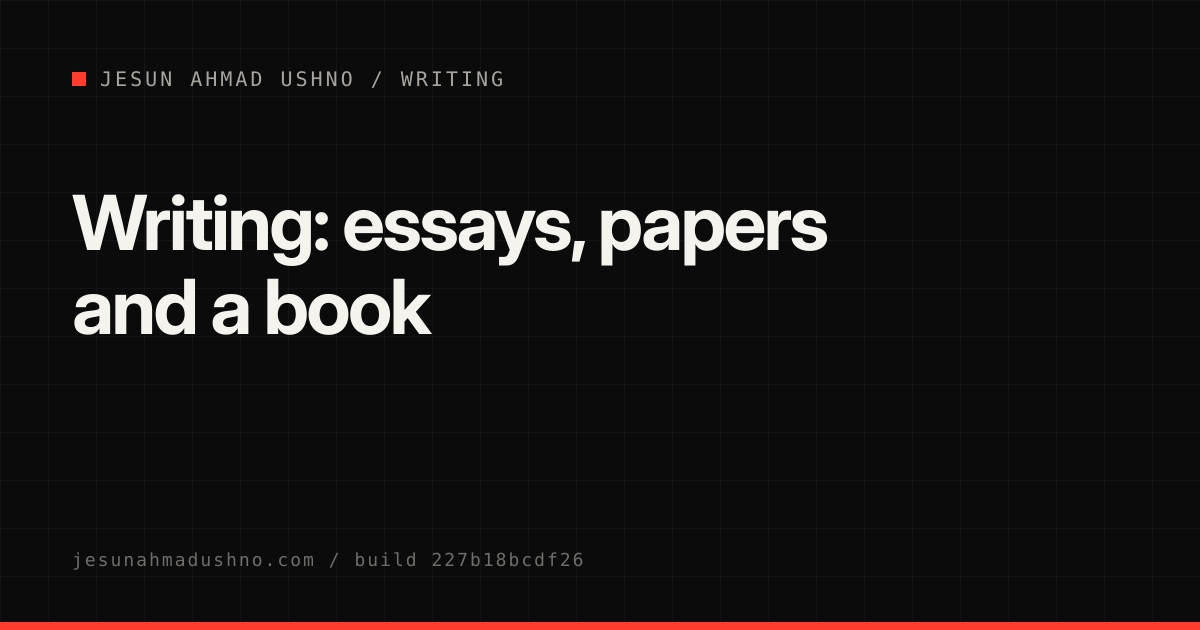 JESUN AHMAD USHNO / WRITING
Writing: essays, papers
and a book
jesunahmadushno.com / build 227b18bcdf26